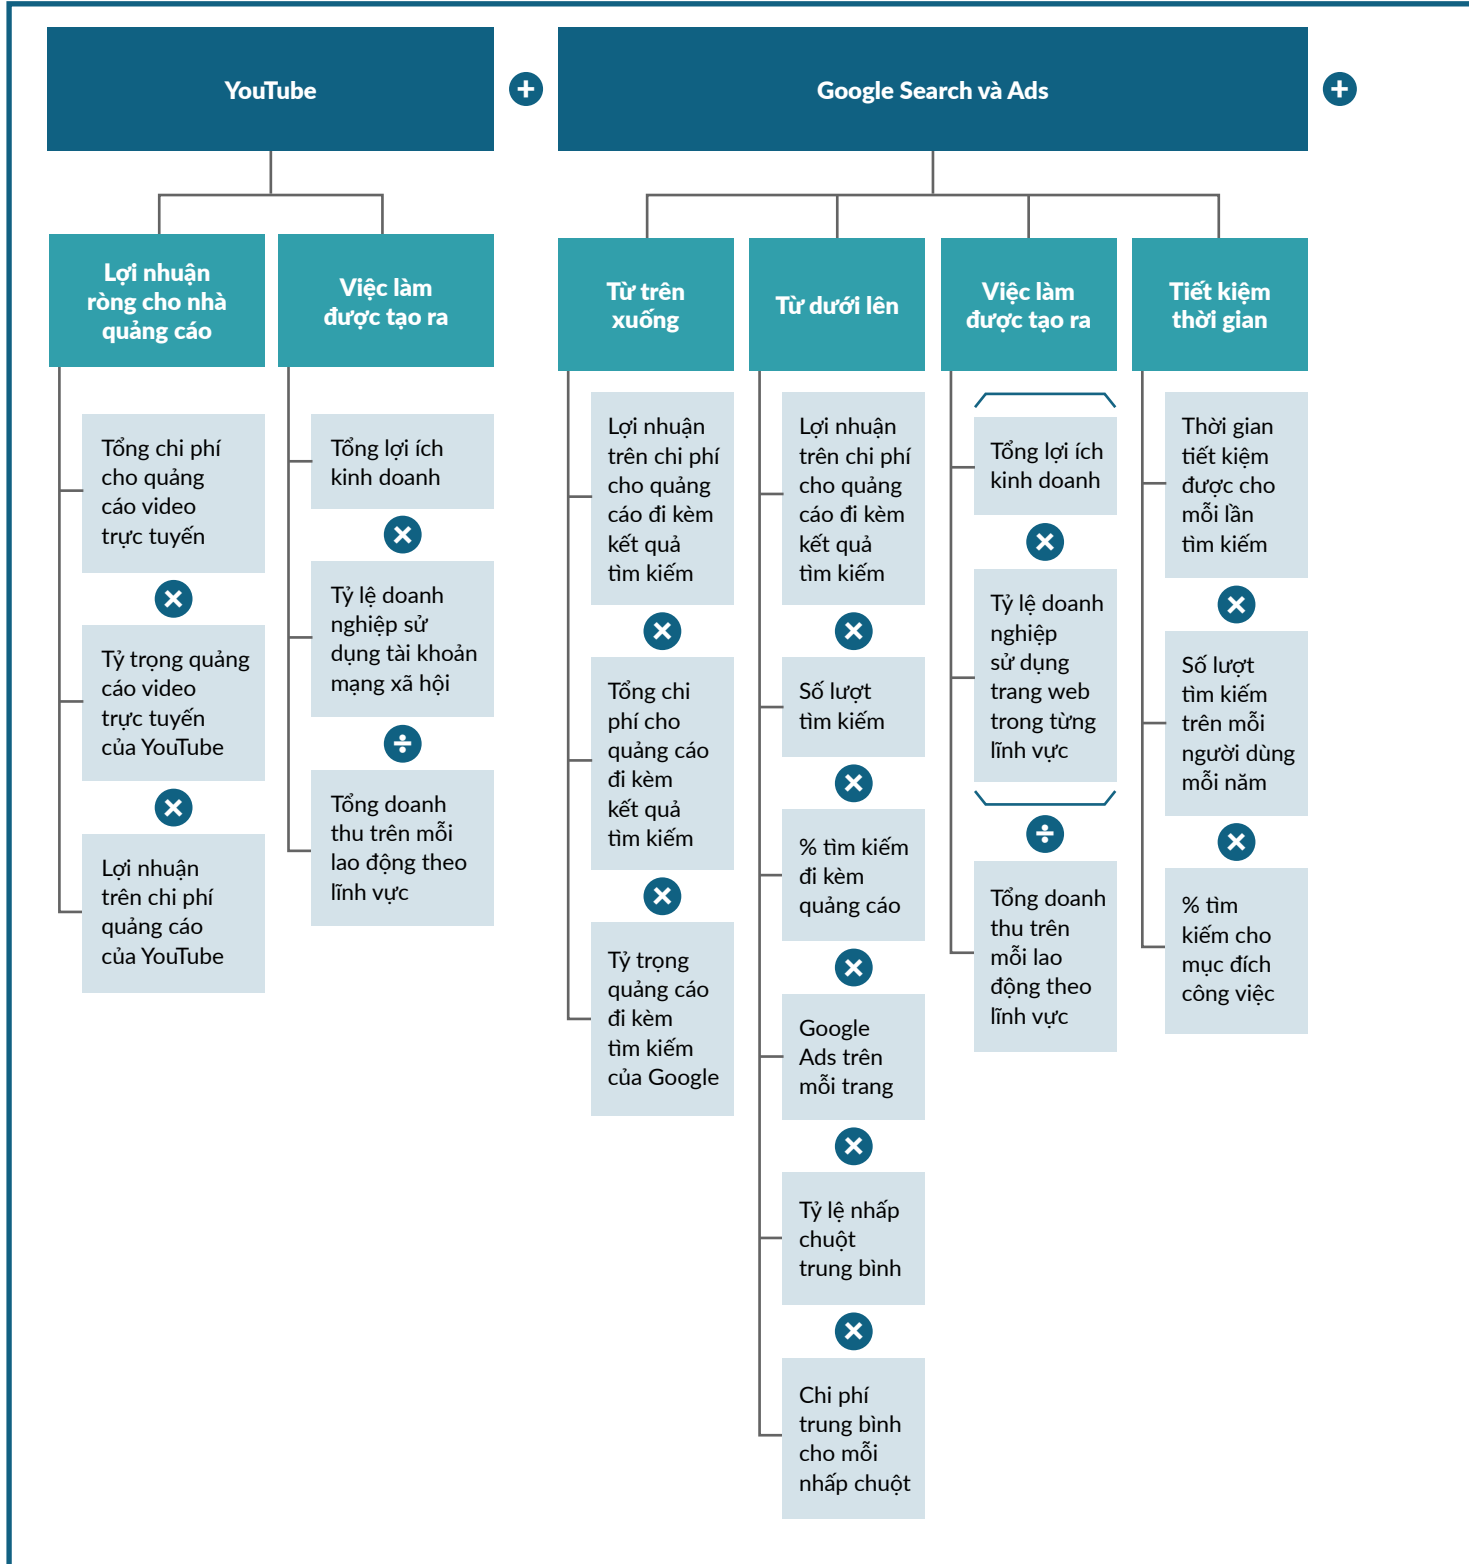 YouTube
+
Google Search và Ads
+
Lợi nhuận
ròng cho nhà
quảng cáo
Tổng chi phí
cho quảng
cáo video
trực tuyến
×
Tỷ trọng quảng
cáo video
trực tuyến
của YouTube
×
Lợi nhuận
trên chi phí
quảng cáo
của YouTube
Việc làm
được tạo ra
Tổng lợi ích
kinh doanh
×
Tỷ lệ doanh
nghiệp sử
dụng tài khoản
mạng xã hội
÷
Tổng doanh
thu trên mỗi
lao động theo
lĩnh vực
Từ trên
xuống
Lợi nhuận
trên chi phí
cho quảng
cáo đi kèm
kết quả
tìm kiếm
×
Tổng chi
phí cho
quảng cáo
đi kèm
kết quả
tìm kiếm
×
Tỷ trọng
quảng cáo
đi kèm
tìm kiếm
của Google
Từ dưới lên
Lợi nhuận
trên chi phí
cho quảng
cáo đi kèm
kết quả
tìm kiếm
×
Số lượt
tìm kiếm
×
% tìm kiếm
đi kèm
quảng cáo
×
Google
Ads trên
mỗi trang
×
Tỷ lệ nhấp
chuột
trung bình
×
Chi phí
trung bình
cho mỗi
nhấp chuột
Việc làm
được tạo ra
Tổng lợi ích
kinh doanh
×
Tỷ lệ doanh
nghiệp
sử dụng
trang web
trong từng
lĩnh vực
÷
Tổng doanh
thu trên
mỗi lao
động theo
lĩnh vực
Tiết kiệm
thời gian
Thời gian
tiết kiệm
được cho
mỗi lần
tìm kiếm
×
Số lượt
tìm kiếm
trên mỗi
người dùng
mỗi năm
×
% tìm
kiếm cho
mục đích
công việc